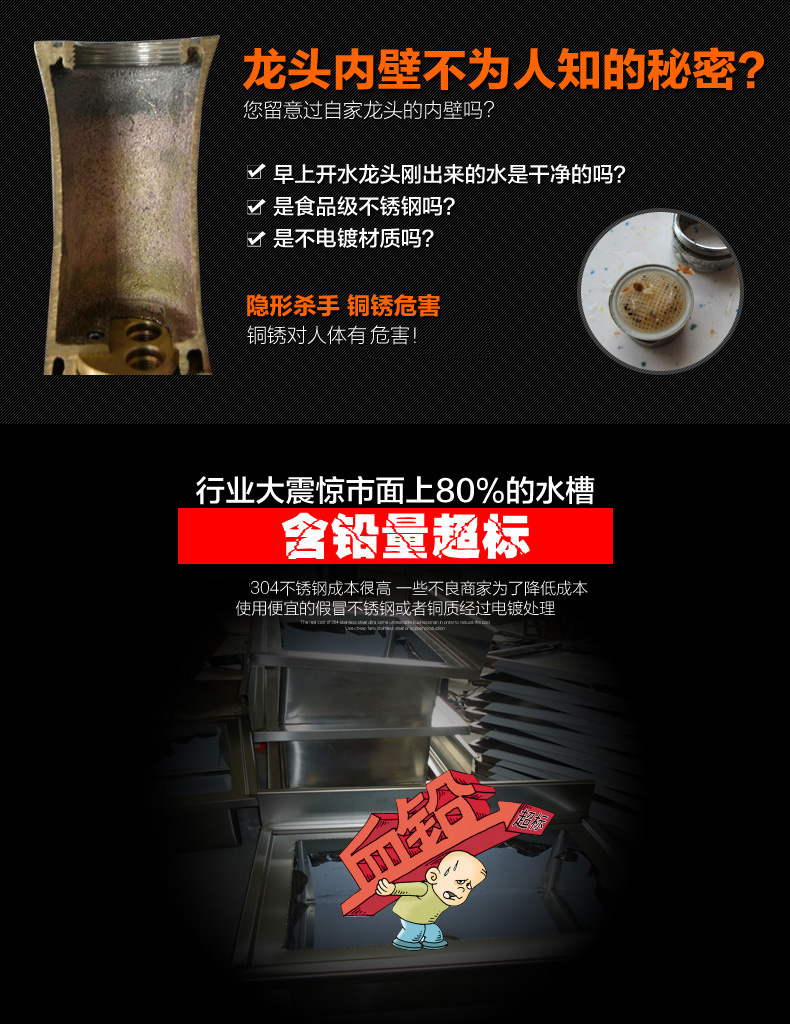 龙头内壁不为人知的秘密?
您留意过自家龙头的内壁吗?
早上开水龙头刚出来的水是干净的吗?
是食品级不锈钢吗?
是不电镀材质吗?
隐形杀手 铜锈危害
铜锈对人体有危害!
行业大震惊市面上80%的水槽
含铅量超标
304不锈钢成本很高 一些不良商家为了降低成本
使用便宜的假冒不锈钢或者铜质经过电镀处理
血铅
超标